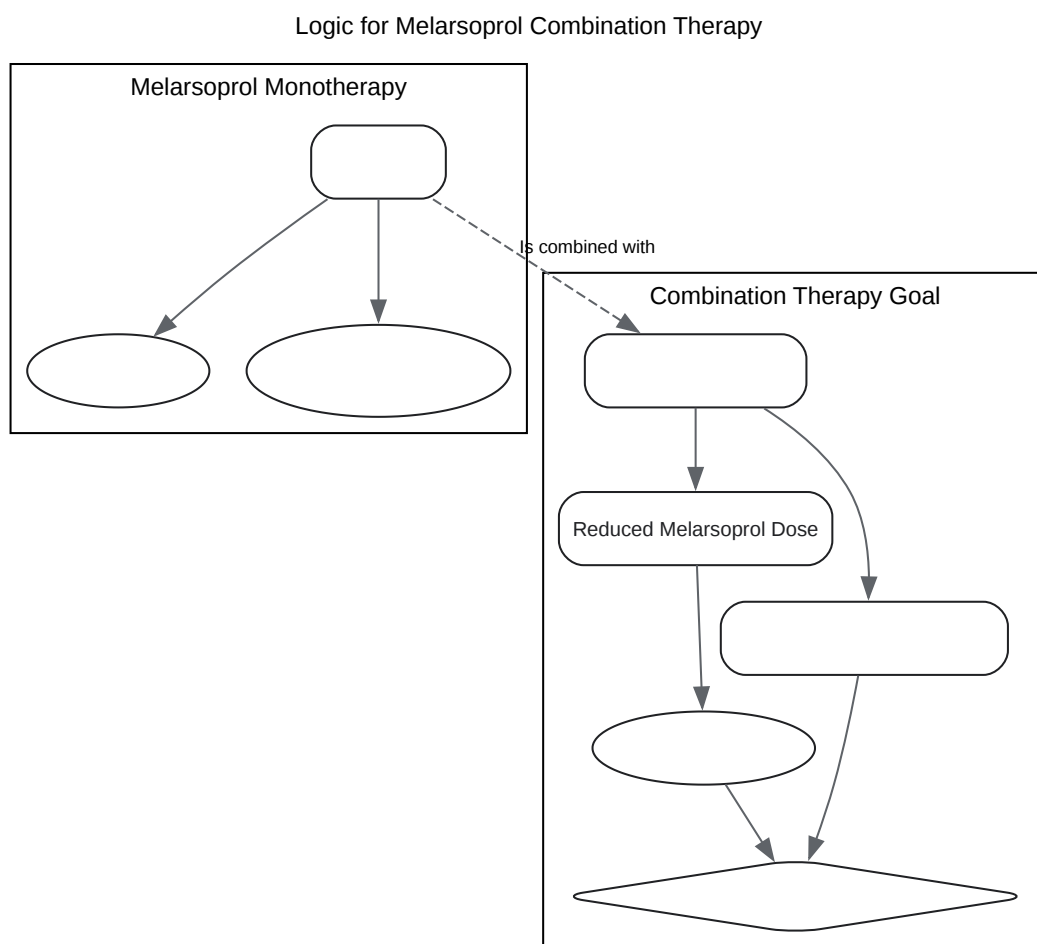 Logic for Melarsoprol Combination Therapy
Melarsoprol Monotherapy
Is combined with
Combination Therapy Goal
Reduced Melarsoprol Dose